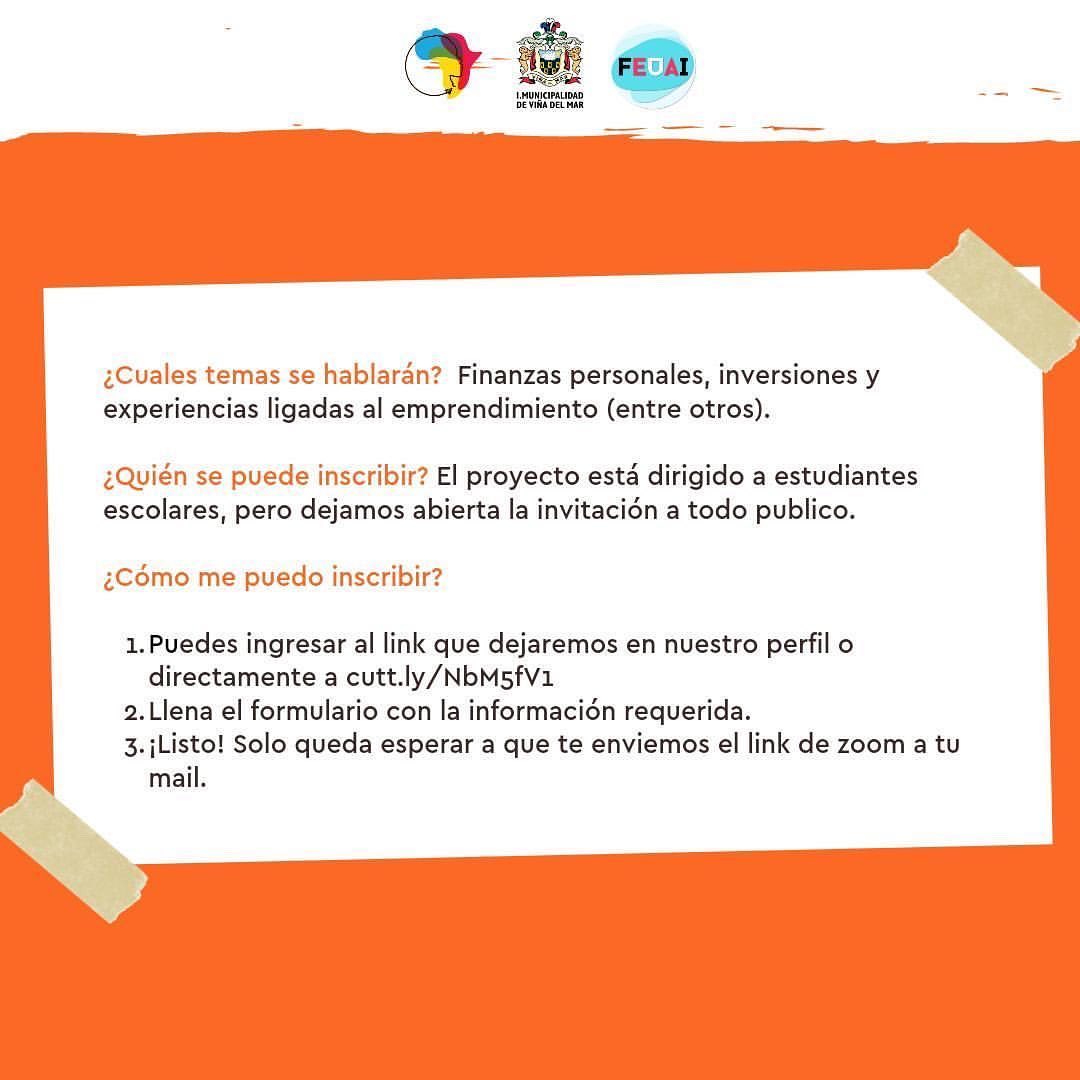 I.MUNICIPALIDAD
DE VIÑA DEL MAR
FEUAI
¿Cuales temas se hablarán? Finanzas personales, inversiones y
experiencias ligadas al emprendimiento (entre otros).
¿Quién se puede inscribir? El proyecto está dirigido a estudiantes
escolares, pero dejamos abierta la invitación a todo publico.
¿Cómo me puedo inscribir?
1. Puedes ingresar al link que dejaremos en nuestro perfil o
directamente a cutt.ly/NbM5fV1
2. Llena el formulario con la información requerida.
3. ¡Listo! Solo queda esperar a que te enviemos el link de zoom a tu
mail.